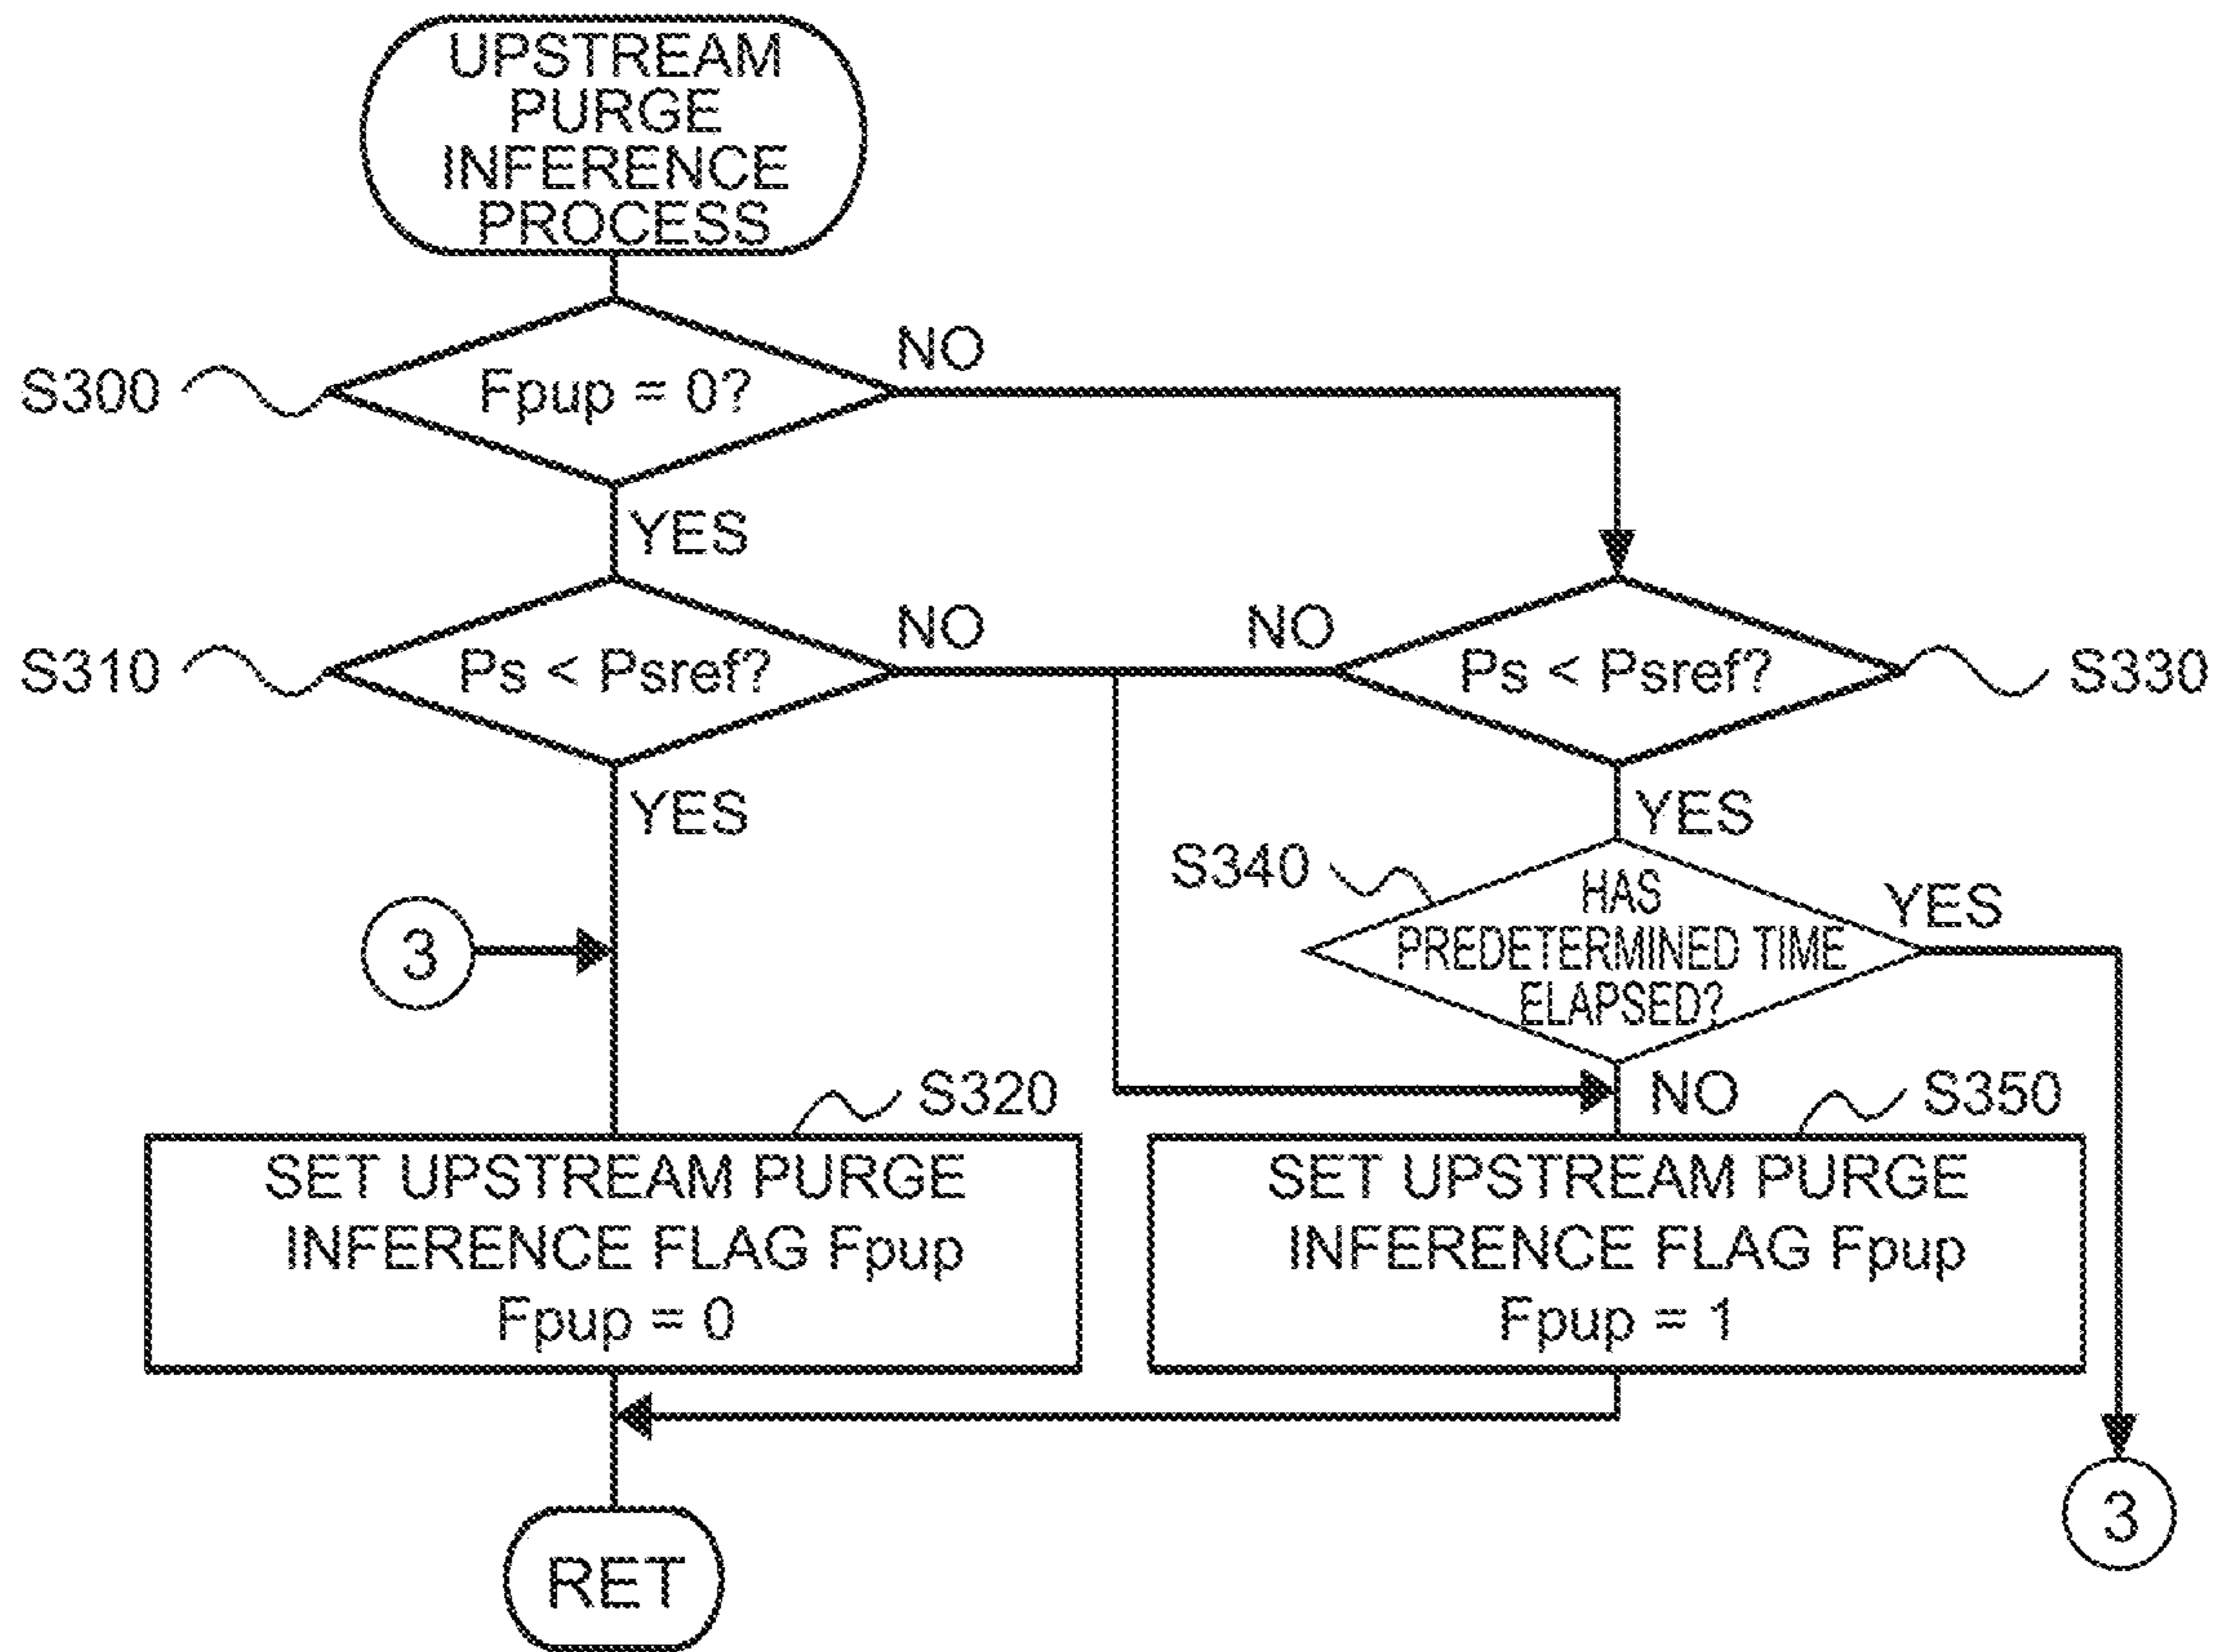 UPSTREAM
PURGE
INFERENCE
PROCESS
S300
Fpup = 0?
NO
YES
S310
Ps < Psref?
NO
YES
NO
Ps < Psref?
S330
YES
S340
HAS
PREDETERMINED TIME
ELAPSED?
YES
NO
3
S320
SET UPSTREAM PURGE
INFERENCE FLAG Fpup
Fpup = 0
S350
SET UPSTREAM PURGE
INFERENCE FLAG Fpup
Fpup = 1
3
RET